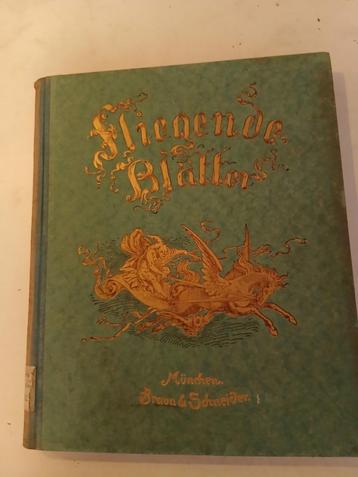 Fliegende
Blätter
München.
Braun & Schneider.